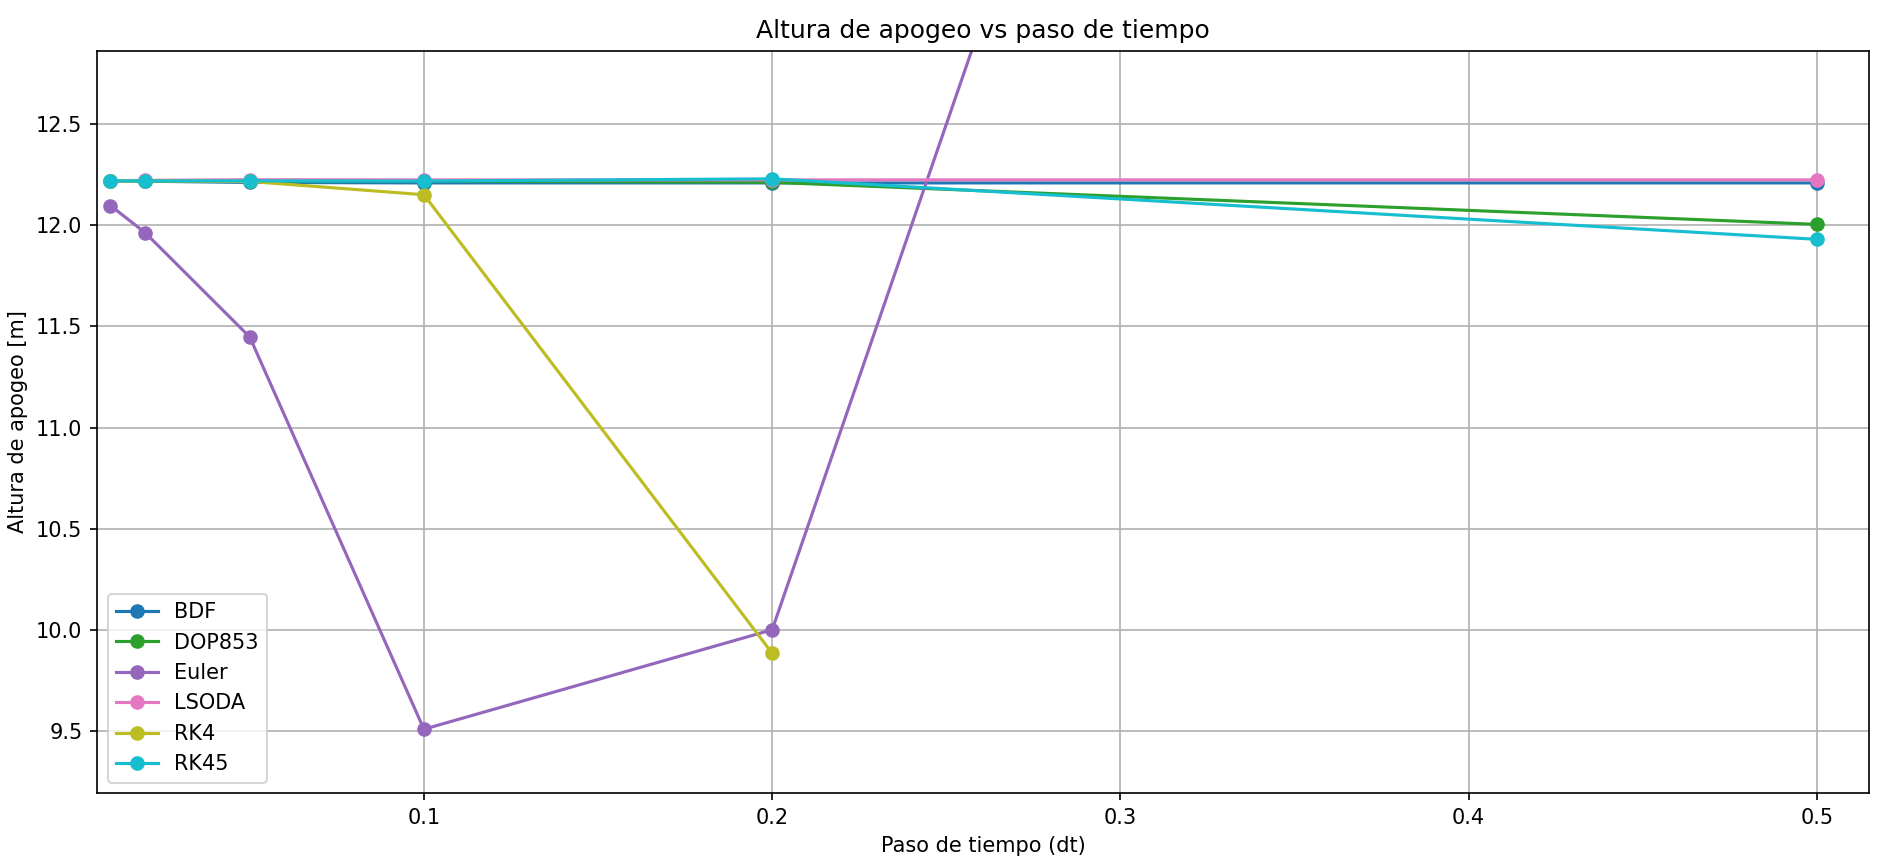 Altura de apogeo vs paso de tiempo
Altura de apogeo [m]
12.5
12.0
11.5
11.0
10.5
10.0
9.5
BDF
DOP853
Euler
LSODA
RK4
RK45
0.1
0.2
0.3
0.4
0.5
Paso de tiempo (dt)